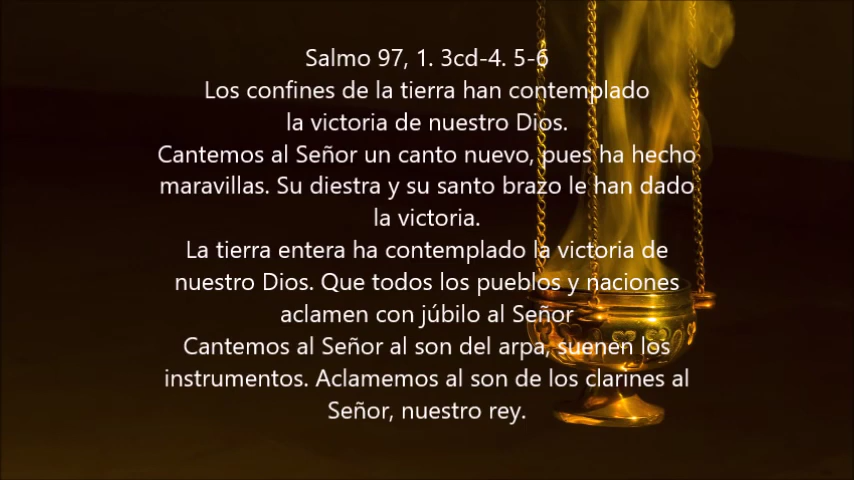 Salmo 97, 1. 3cd-4. 5-6
Los confines de la tierra han contemplado
la victoria de nuestro Dios.
Cantemos al Señor un canto nuevo, pues ha hecho
maravillas. Su diestra y su santo brazo le han dado
la victoria.
La tierra entera ha contemplado la victoria de
nuestro Dios. Que todos los pueblos y naciones
aclamen con júbilo al Señor
Cantemos al Señor al son del arpa, suenen los
instrumentos. Aclamemos al son de los clarines al
Señor, nuestro rey.